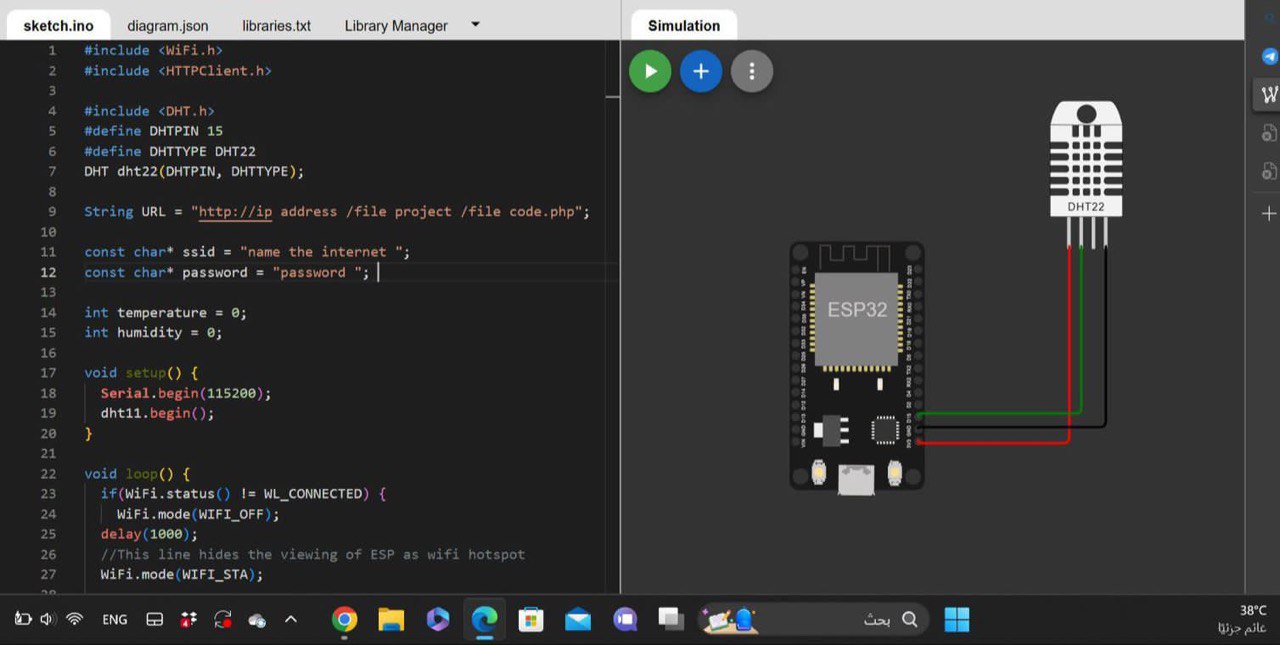 sketch.ino diagram.json libraries.txt Library Manager
Simulation
1 #include <WiFi.h>
2 #include <HTTPClient.h>
3
4 #include <DHT.h>
5 #define DHTPIN 15
6 #define DHTTYPE DHT22
7 DHT dht22(DHTPIN, DHTTYPE);
8
9 String URL = "http://ip address /file project /file code.php";
10
11 const char* ssid = "name the internet ";
12 const char* password = "password ";
13
14 int temperature = 0;
15 int humidity = 0;
16
17 void setup() {
18 Serial.begin(115200);
19 dht11.begin();
20 }
21
22 void loop() {
23 if(WiFi.status() != WL_CONNECTED) {
24 WiFi.mode(WIFI_OFF);
25 delay(1000);
26 //This line hides the viewing of ESP as wifi hotspot
27 WiFi.mode(WIFI_STA);
DHT22
ESP32
ENG
بحث
38°C
غائم جزئيًا